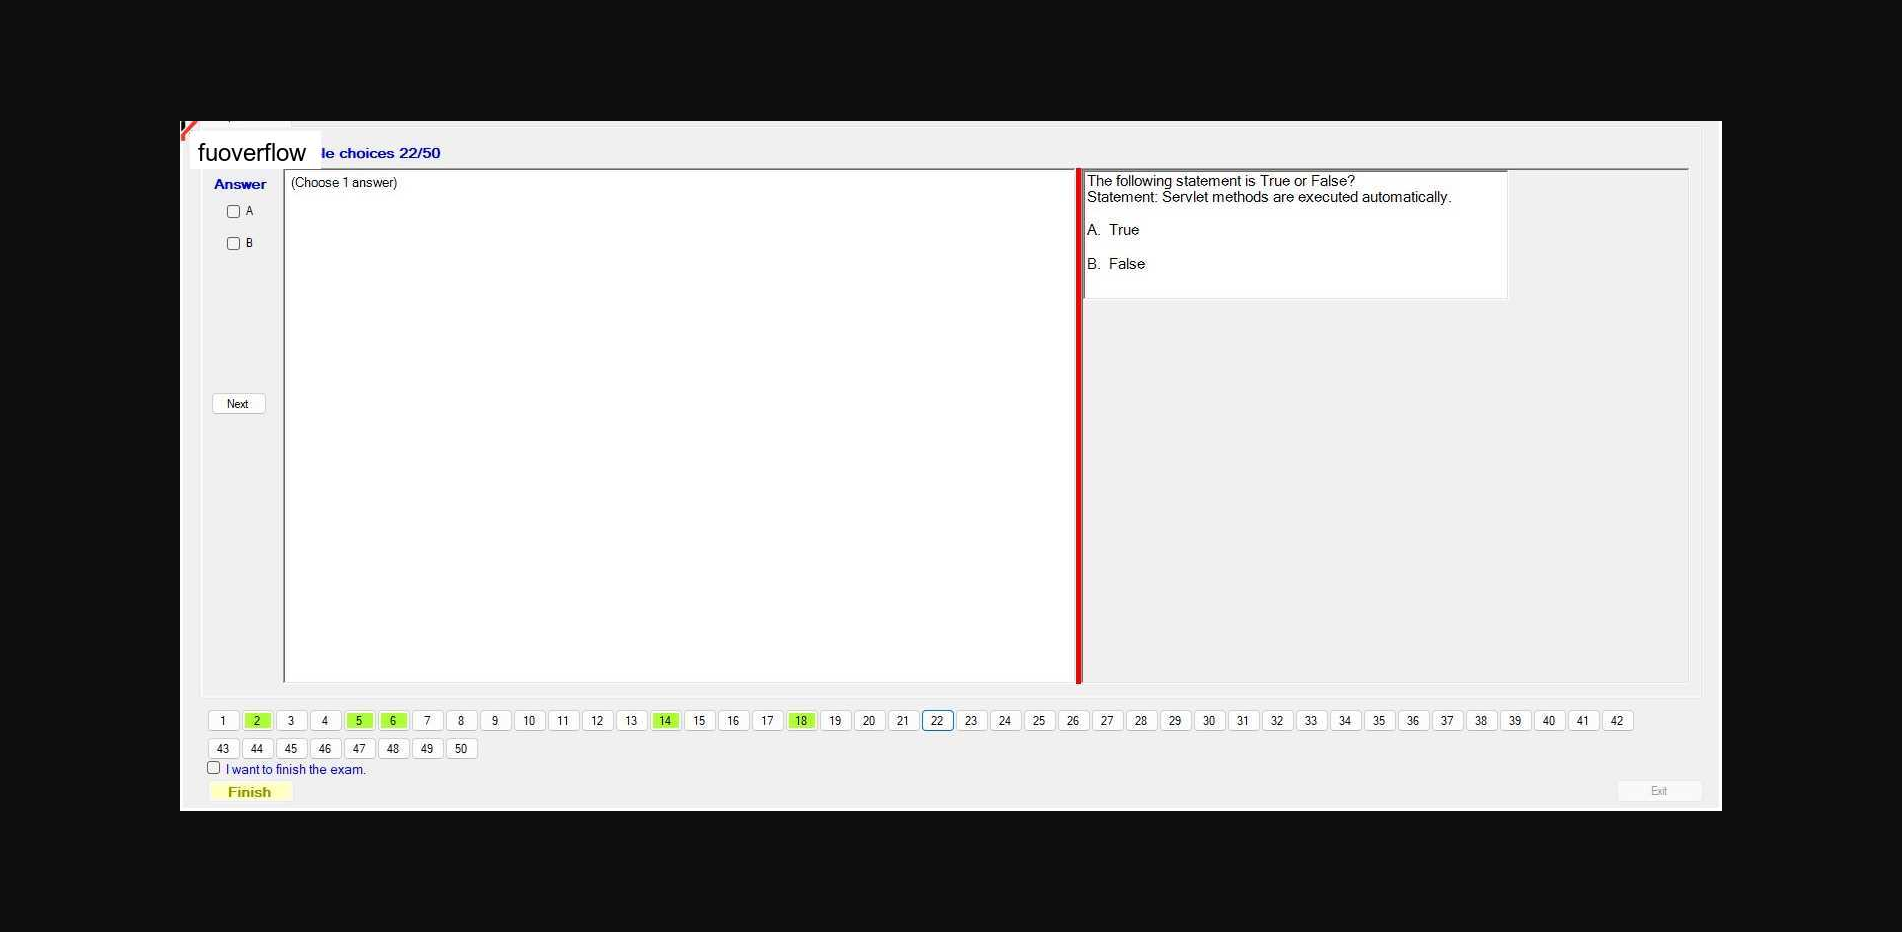 fuoverflow
le choices 22/50
Answer
(Choose 1 answer)
A
B
Next
The following statement is True or False?
Statement: Servlet methods are executed automatically.
A. True
B. False
1 2 3 4 5 6 7 8 9 10 11 12 13 14 15 16 17 18 19 20 21 22 23 24 25 26 27 28 29 30 31 32 33 34 35 36 37 38 39 40 41 42
43 44 45 46 47 48 49 50
I want to finish the exam.
Finish
Exit